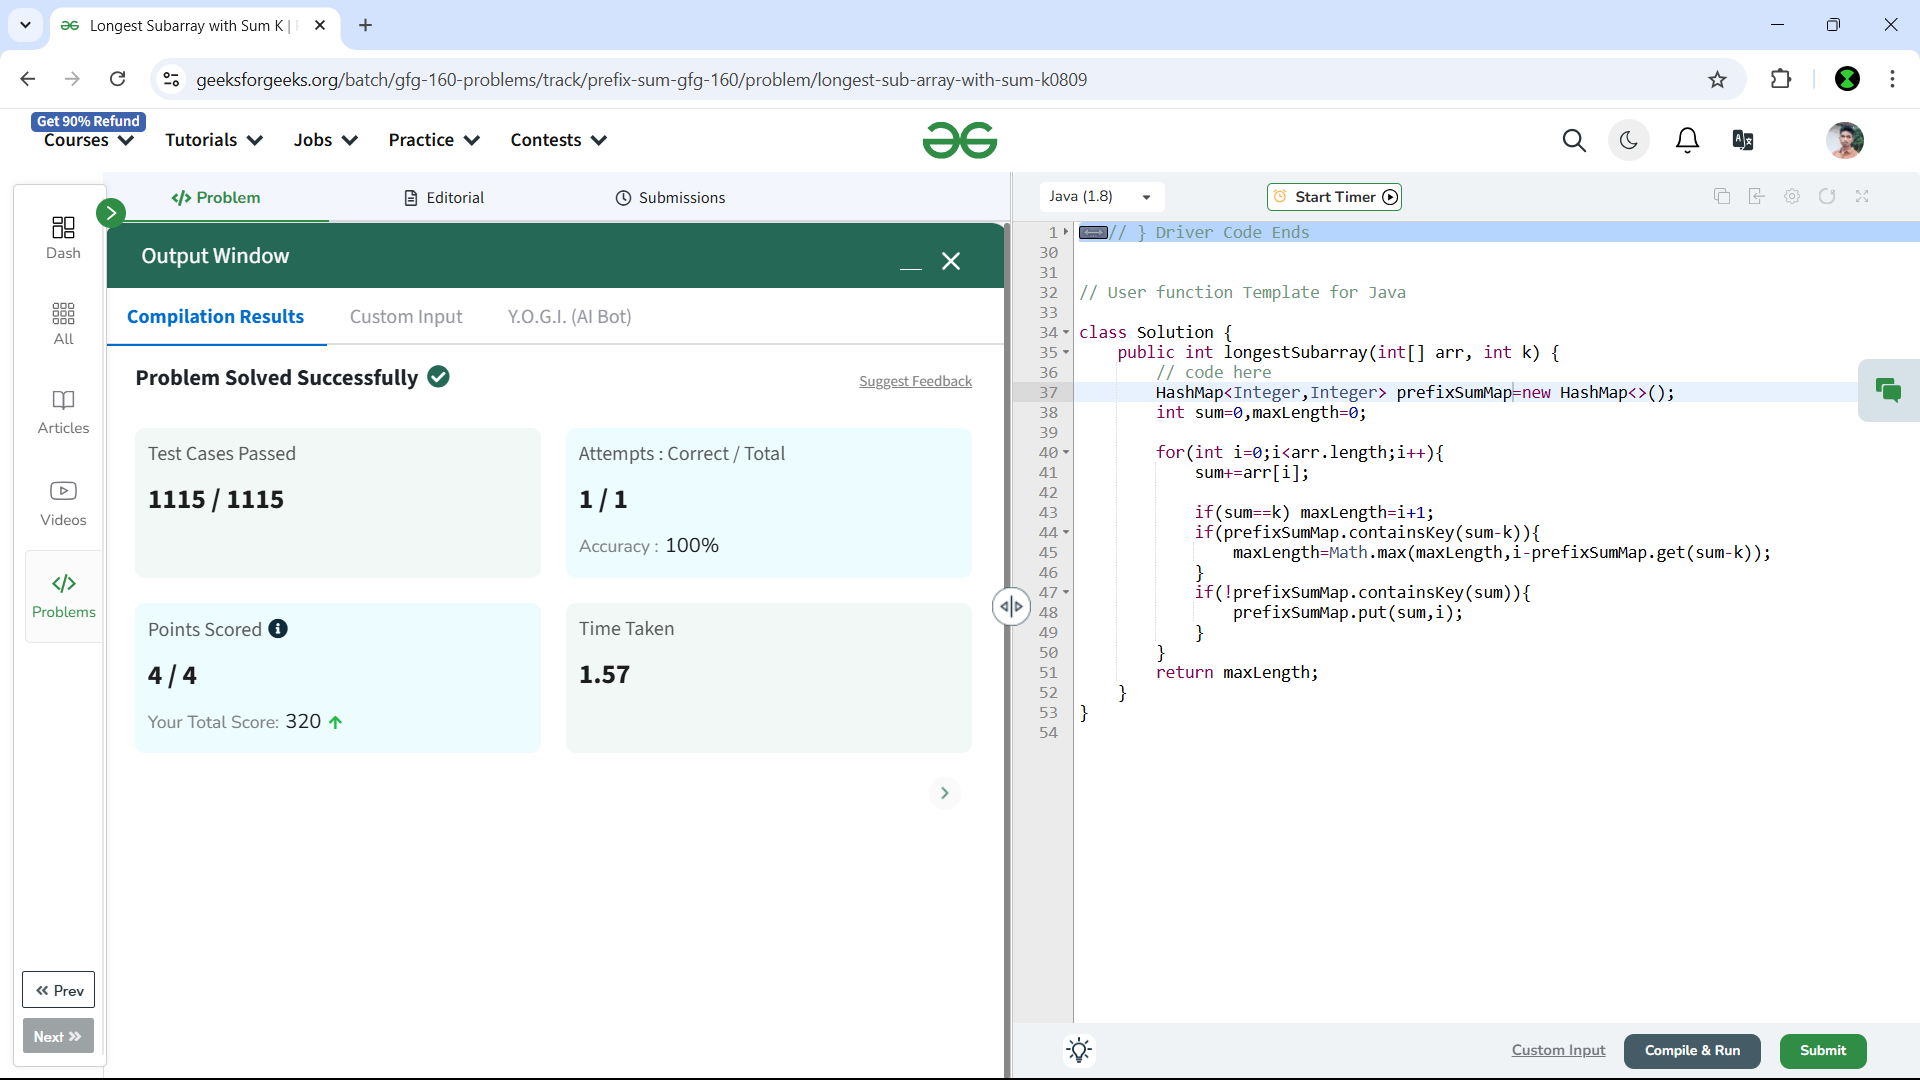 Longest Subarray with Sum K |
geeksforgeeks.org/batch/gfg-160-problems/track/prefix-sum-gfg-160/problem/longest-sub-array-with-sum-k0809
Get 90% Refund
Courses
Tutorials
Jobs
Practice
Contests
Problem
Editorial
Submissions
Java (1.8)
Start Timer
Dash
All
Articles
Videos
Problems
Prev
Next
Output Window
Compilation Results
Custom Input
Y.O.G.I. (AI Bot)
Problem Solved Successfully
Suggest Feedback
Test Cases Passed
1115 / 1115
Attempts : Correct / Total
1 / 1
Accuracy : 100%
Points Scored
4 / 4
Your Total Score: 320
Time Taken
1.57
1 // } Driver Code Ends
30
31
32 // User function Template for Java
33
34 class Solution {
35 public int longestSubarray(int[] arr, int k) {
36 // code here
37 HashMap<Integer,Integer> prefixSumMap=new HashMap<>();
38 int sum=0,maxLength=0;
39
40 for(int i=0;i<arr.length;i++){
41 sum+=arr[i];
42
43 if(sum==k) maxLength=i+1;
44 if(prefixSumMap.containsKey(sum-k)){
45 maxLength=Math.max(maxLength,i-prefixSumMap.get(sum-k));
46 }
47 if(!prefixSumMap.containsKey(sum)){
48 prefixSumMap.put(sum,i);
49 }
50 }
51 return maxLength;
52 }
53 }
54
Custom Input
Compile & Run
Submit